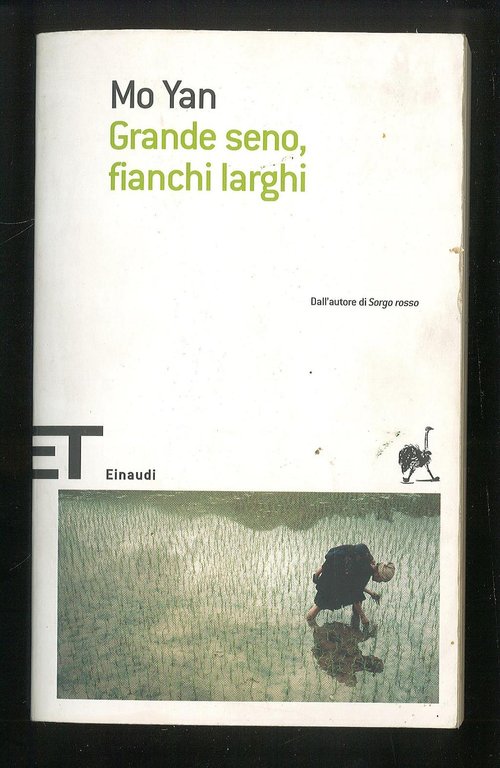 Mo Yan
Grande seno,
fianchi larghi
Dall'autore di Sorgo rosso
ET
Einaudi